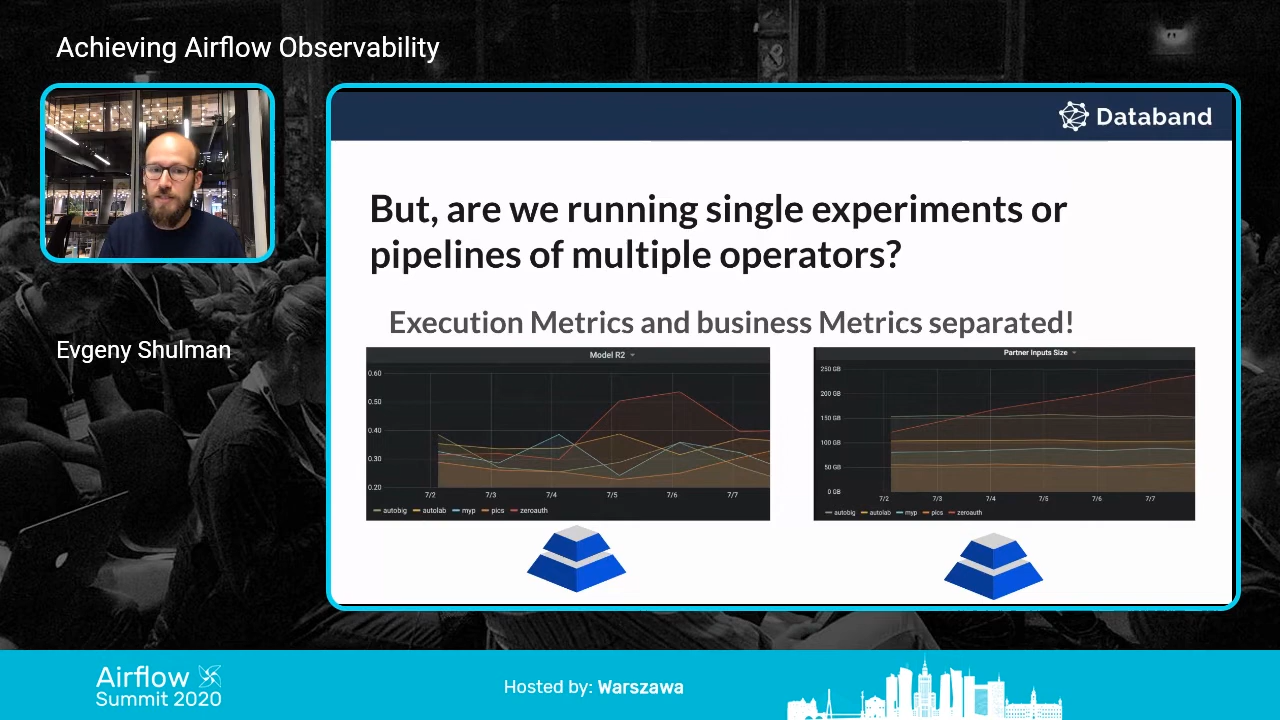 Achieving Airflow Observability
Databand
But, are we running single experiments or
pipelines of multiple operators?
Execution Metrics and business Metrics separated!
Evgeny Shulman
Model R2
0.60
0.50
0.40
0.30
0.20
7/2 7/3 7/4 7/5 7/6 7/7
autobig autolab myp pics zeroauth
Partner Inputs Size
250 GB
200 GB
150 GB
100 GB
50 GB
0 GB
7/2 7/3 7/4 7/5 7/6 7/7
autobig autolab myp pics zeroauth
Airflow
Summit 2020
Hosted by: Warszawa